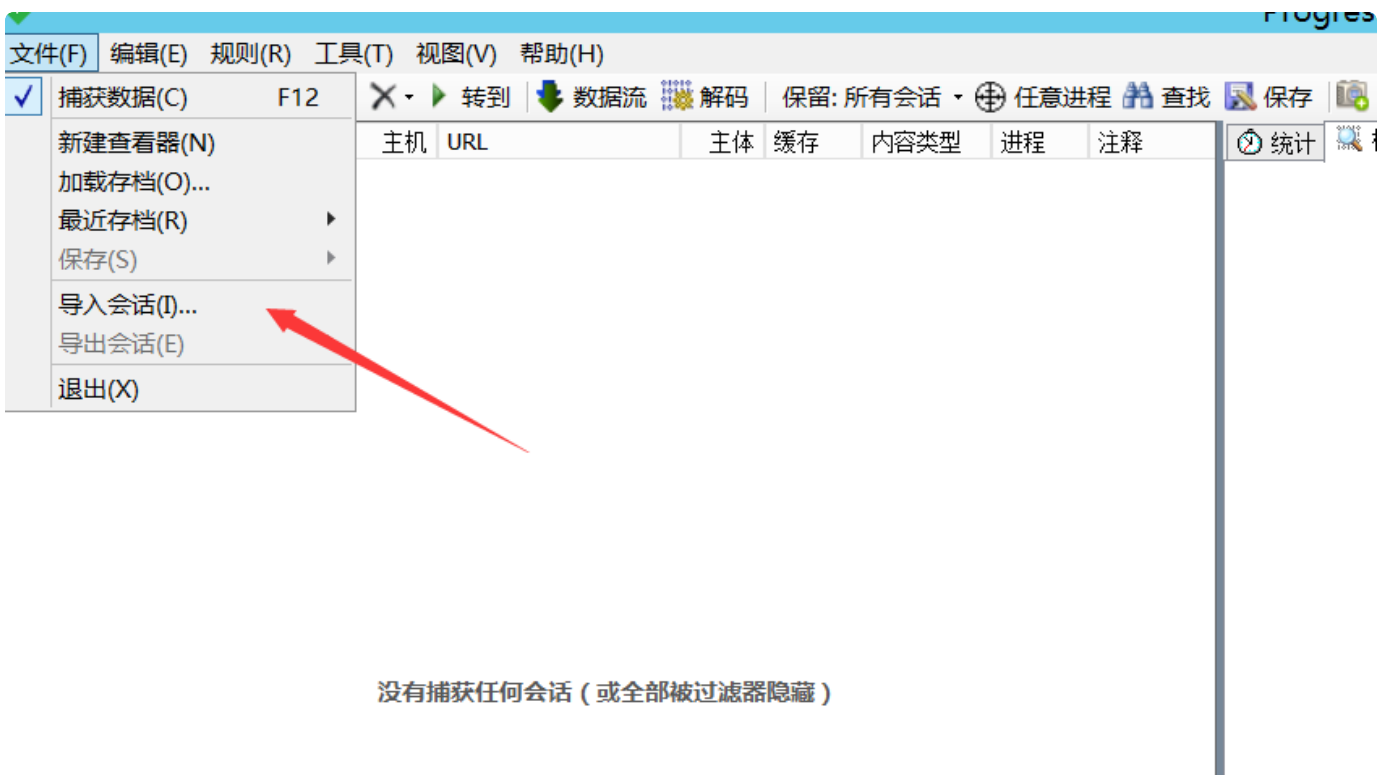 文件(F) 编辑(E) 规则(R) 工具(T) 视图(V) 帮助(H)
捕获数据(C) F12 转到 数据流 解码 保留: 所有会话 任意进程 查找 保存
新建查看器(N) 主机 URL 主体 缓存 内容类型 进程 注释 统计
加载存档(O)...
最近存档(R)
保存(S)
导入会话(I)...
导出会话(E)
退出(X)
没有捕获任何会话 ( 或全部被过滤器隐藏 )